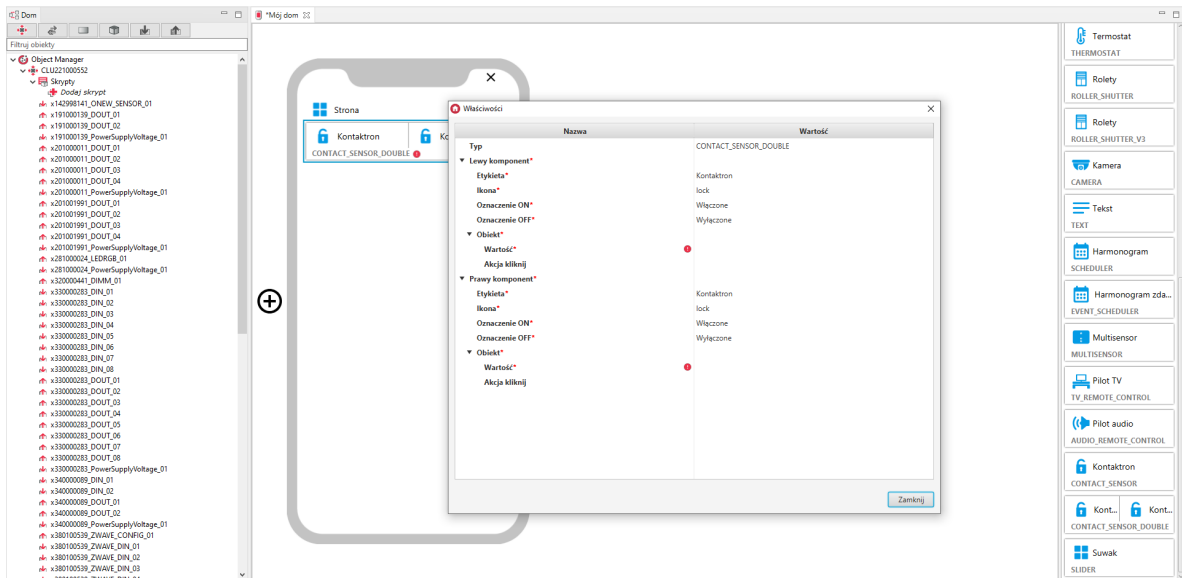 Dom
*Mój dom
Filtruj obiekty
Object Manager
CLU221000552
Skrypty
Dodaj skrypt
x142998141_ONEW_SENSOR_01
x191000139_DOUT_01
x191000139_DOUT_02
x191000139_PowerSupplyVoltage_01
x201000011_DOUT_01
x201000011_DOUT_02
x201000011_DOUT_03
x201000011_DOUT_04
x201000011_PowerSupplyVoltage_01
x201001991_DOUT_01
x201001991_DOUT_02
x201001991_DOUT_03
x201001991_DOUT_04
x201001991_PowerSupplyVoltage_01
x281000024_LEDRGB_01
x281000024_PowerSupplyVoltage_01
x320000441_DIMM_01
x330000283_DIN_01
x330000283_DIN_02
x330000283_DIN_03
x330000283_DIN_04
x330000283_DIN_05
x330000283_DIN_06
x330000283_DIN_07
x330000283_DIN_08
x330000283_DOUT_01
x330000283_DOUT_02
x330000283_DOUT_03
x330000283_DOUT_04
x330000283_DOUT_05
x330000283_DOUT_06
x330000283_DOUT_07
x330000283_DOUT_08
x330000283_PowerSupplyVoltage_01
x340000089_DIN_01
x340000089_DIN_02
x340000089_DOUT_01
x340000089_DOUT_02
x340000089_PowerSupplyVoltage_01
x380100539_ZWAVE_CONFIG_01
x380100539_ZWAVE_DIN_01
x380100539_ZWAVE_DIN_02
x380100539_ZWAVE_DIN_03
Strona
Kontaktron Ko
CONTACT_SENSOR_DOUBLE
Właściwości
Nazwa Wartość
Typ CONTACT_SENSOR_DOUBLE
Lewy komponent*
Etykieta* Kontaktron
Ikona* lock
Oznaczenie ON* Włączone
Oznaczenie OFF* Wyłączone
Obiekt*
Wartość*
Akcja kliknij
Prawy komponent*
Etykieta* Kontaktron
Ikona* lock
Oznaczenie ON* Włączone
Oznaczenie OFF* Wyłączone
Obiekt*
Wartość*
Akcja kliknij
Zamknij
Termostat
THERMOSTAT
Rolety
ROLLER_SHUTTER
Rolety
ROLLER_SHUTTER_V3
Kamera
CAMERA
Tekst
TEXT
Harmonogram
SCHEDULER
Harmonogram zda...
EVENT_SCHEDULER
Multisensor
MULTISENSOR
Pilot TV
TV_REMOTE_CONTROL
Pilot audio
AUDIO_REMOTE_CONTROL
Kontaktron
CONTACT_SENSOR
Kont... Kont...
CONTACT_SENSOR_DOUBLE
Suwak
SLIDER